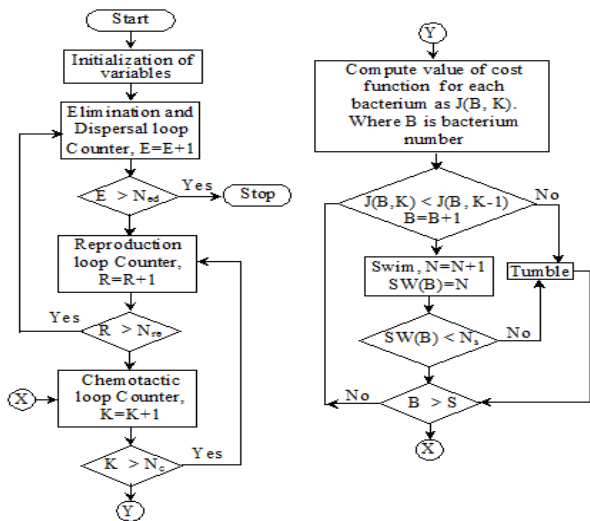 Start
Initialization of
variables
Elimination and
Dispersal loop
Counter, E=E+1
E > Ned
Yes
Stop
Reproduction
loop Counter,
R=R+1
Yes
R > Nre
X
Chemotactic
loop Counter,
K=K+1
Yes
K > Nc
Y
Y
Compute value of cost
function for each
bacterium as J(B, K).
Where B is bacterium
number
J(B,K) < J(B, K-1)
B=B+1
No
Swim, N=N+1
SW(B)=N
Tumble
SW(B) < Ns
No
No
B > S
X